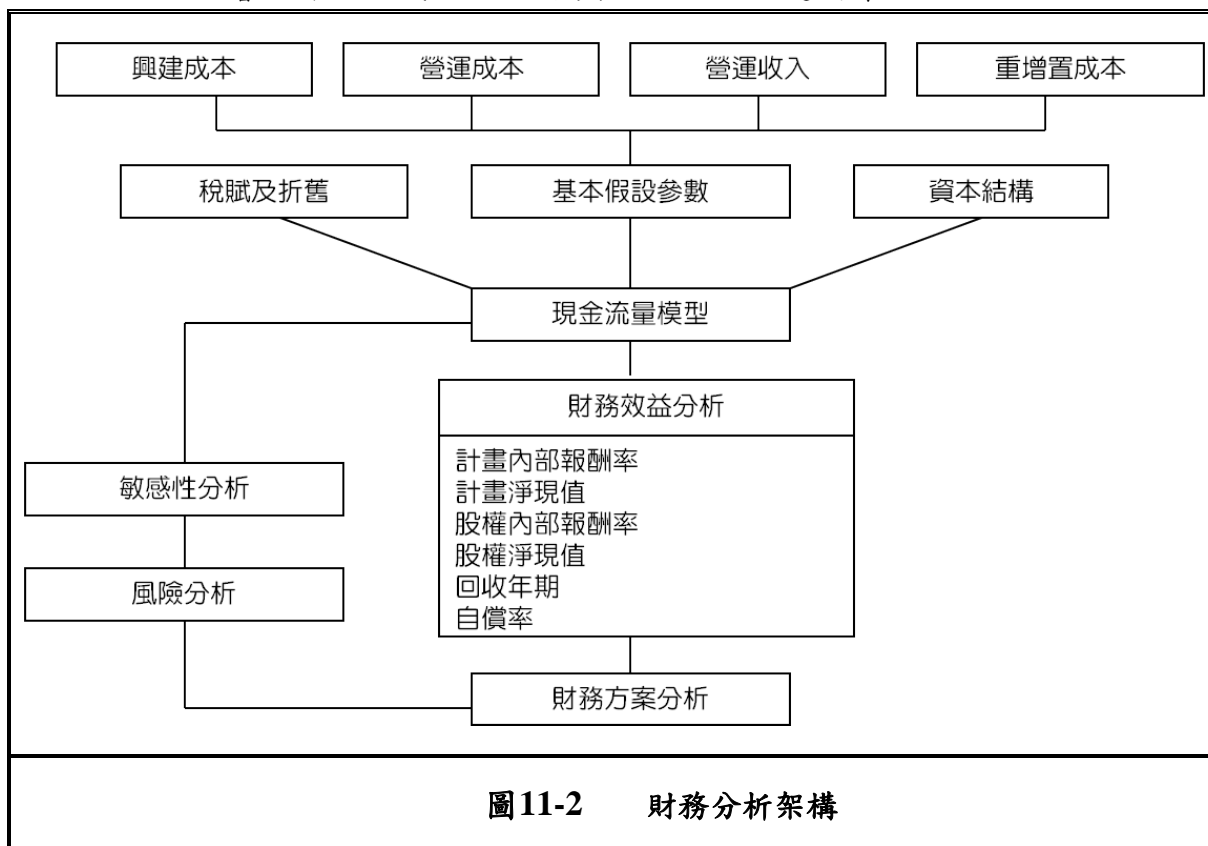 興建成本
營運成本
營運收入
重增置成本
稅賦及折舊
基本假設參數
資本結構
現金流量模型
財務效益分析
計畫內部報酬率
計畫淨現值
股權內部報酬率
股權淨現值
回收年期
自償率
敏感性分析
風險分析
財務方案分析
圖11-2 財務分析架構